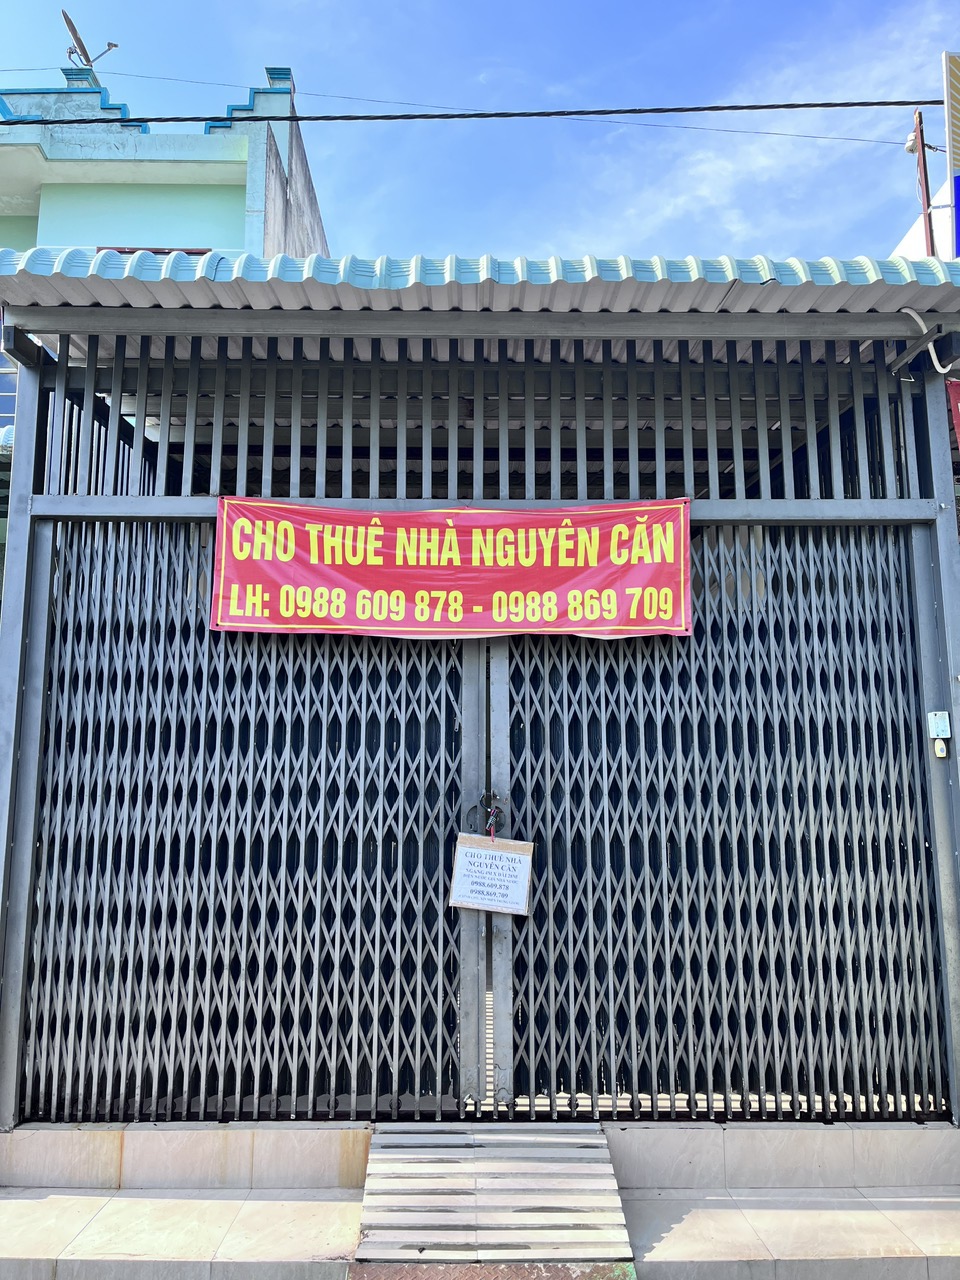 CHO THUÊ NHÀ NGUYÊN CĂN
LH: 0988 609 878 - 0988 869 709
CHO THUÊ NHÀ
NGUYÊN CĂN
0988.609.878
0988.869.709